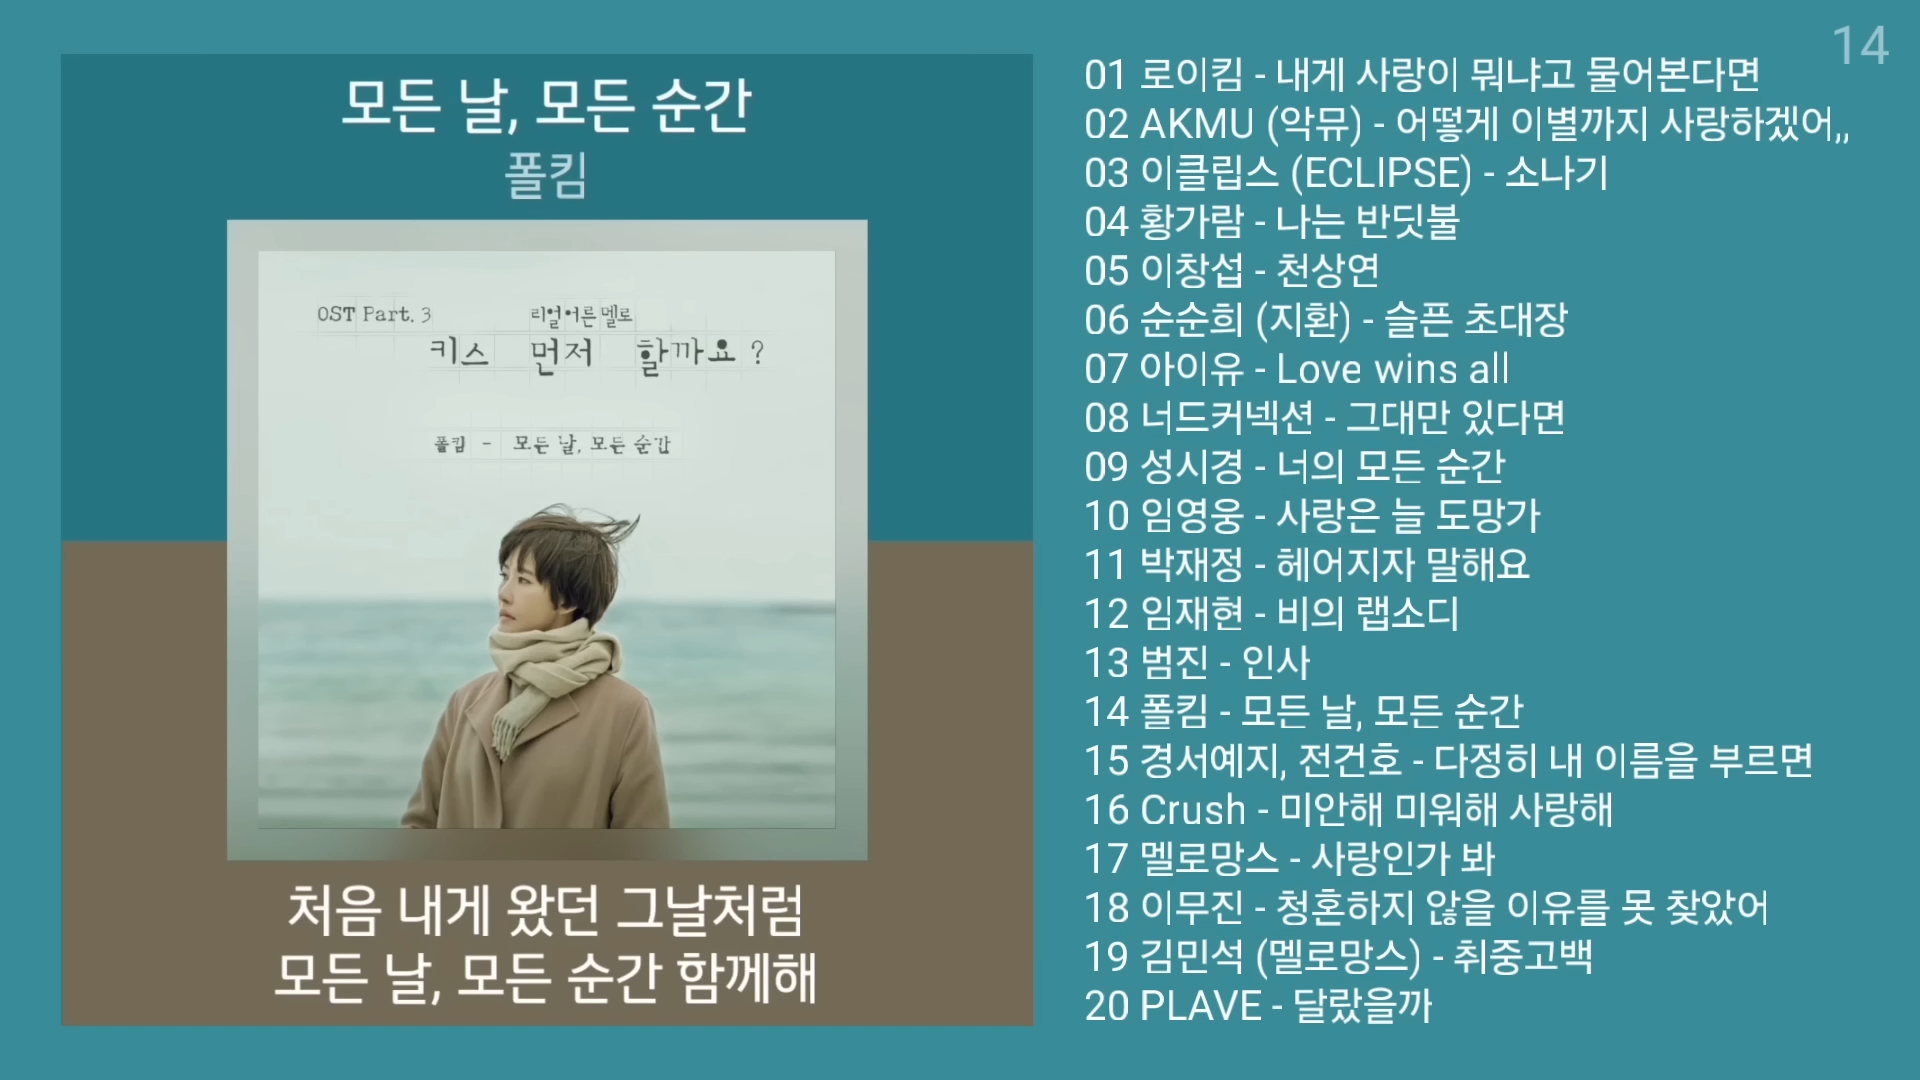 모든 날, 모든 순간
폴킴
OST Part. 3
리얼어른멜로
키스 먼저 할까요?
폴킴 - 모든 날, 모든 순간
처음 내게 왔던 그날처럼
모든 날, 모든 순간 함께해
14
01 로이킴 - 내게 사랑이 뭐냐고 물어본다면
02 AKMU (악뮤) - 어떻게 이별까지 사랑하겠어,,
03 이클립스 (ECLIPSE) - 소나기
04 황가람 - 나는 반딧불
05 이창섭 - 천상연
06 순순희 (지환) - 슬픈 초대장
07 아이유 - Love wins all
08 너드커넥션 - 그대만 있다면
09 성시경 - 너의 모든 순간
10 임영웅 - 사랑은 늘 도망가
11 박재정 - 헤어지자 말해요
12 임재현 - 비의 랩소디
13 범진 - 인사
14 폴킴 - 모든 날, 모든 순간
15 경서예지, 전건호 - 다정히 내 이름을 부르면
16 Crush - 미안해 미워해 사랑해
17 멜로망스 - 사랑인가 봐
18 이무진 - 청혼하지 않을 이유를 못 찾았어
19 김민석 (멜로망스) - 취중고백
20 PLAVE - 달랐을까